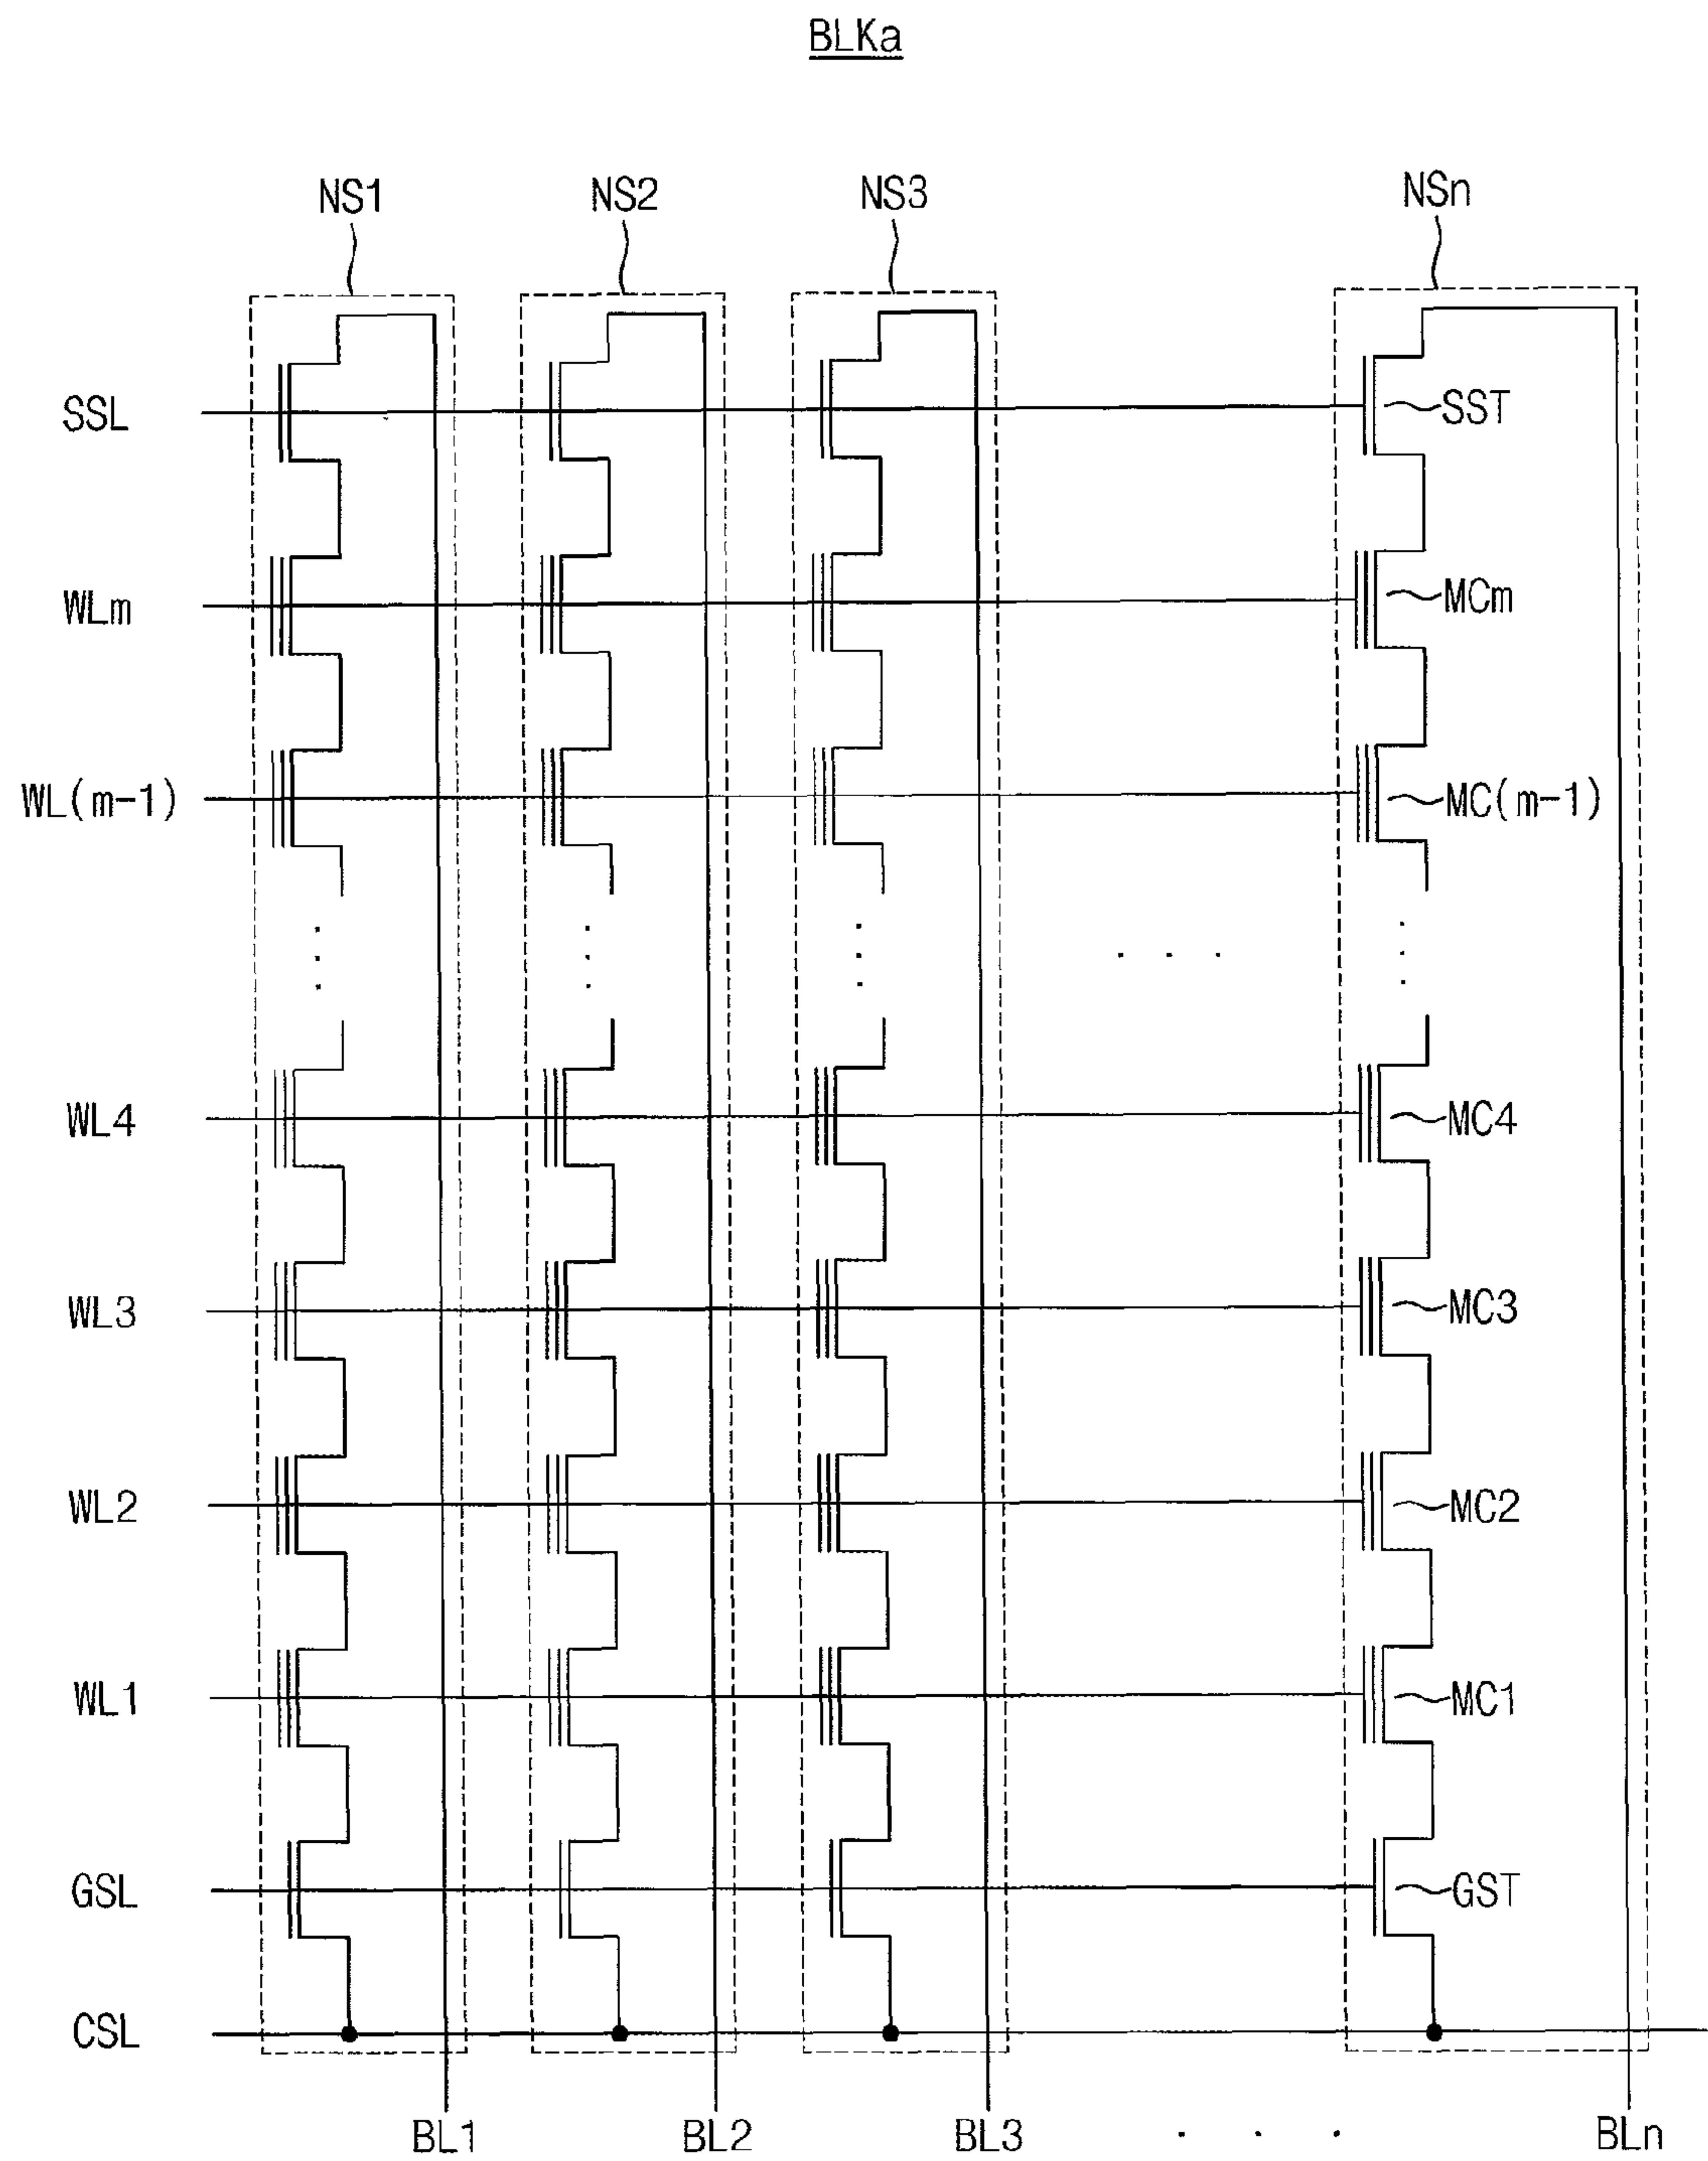 BLKa
NS1 NS2 NS3 NSn
SSL SST
WLm MCm
WL(m-1) MC(m-1)
WL4 MC4
WL3 MC3
WL2 MC2
WL1 MC1
GSL GST
CSL
BL1 BL2 BL3 . . . BLn